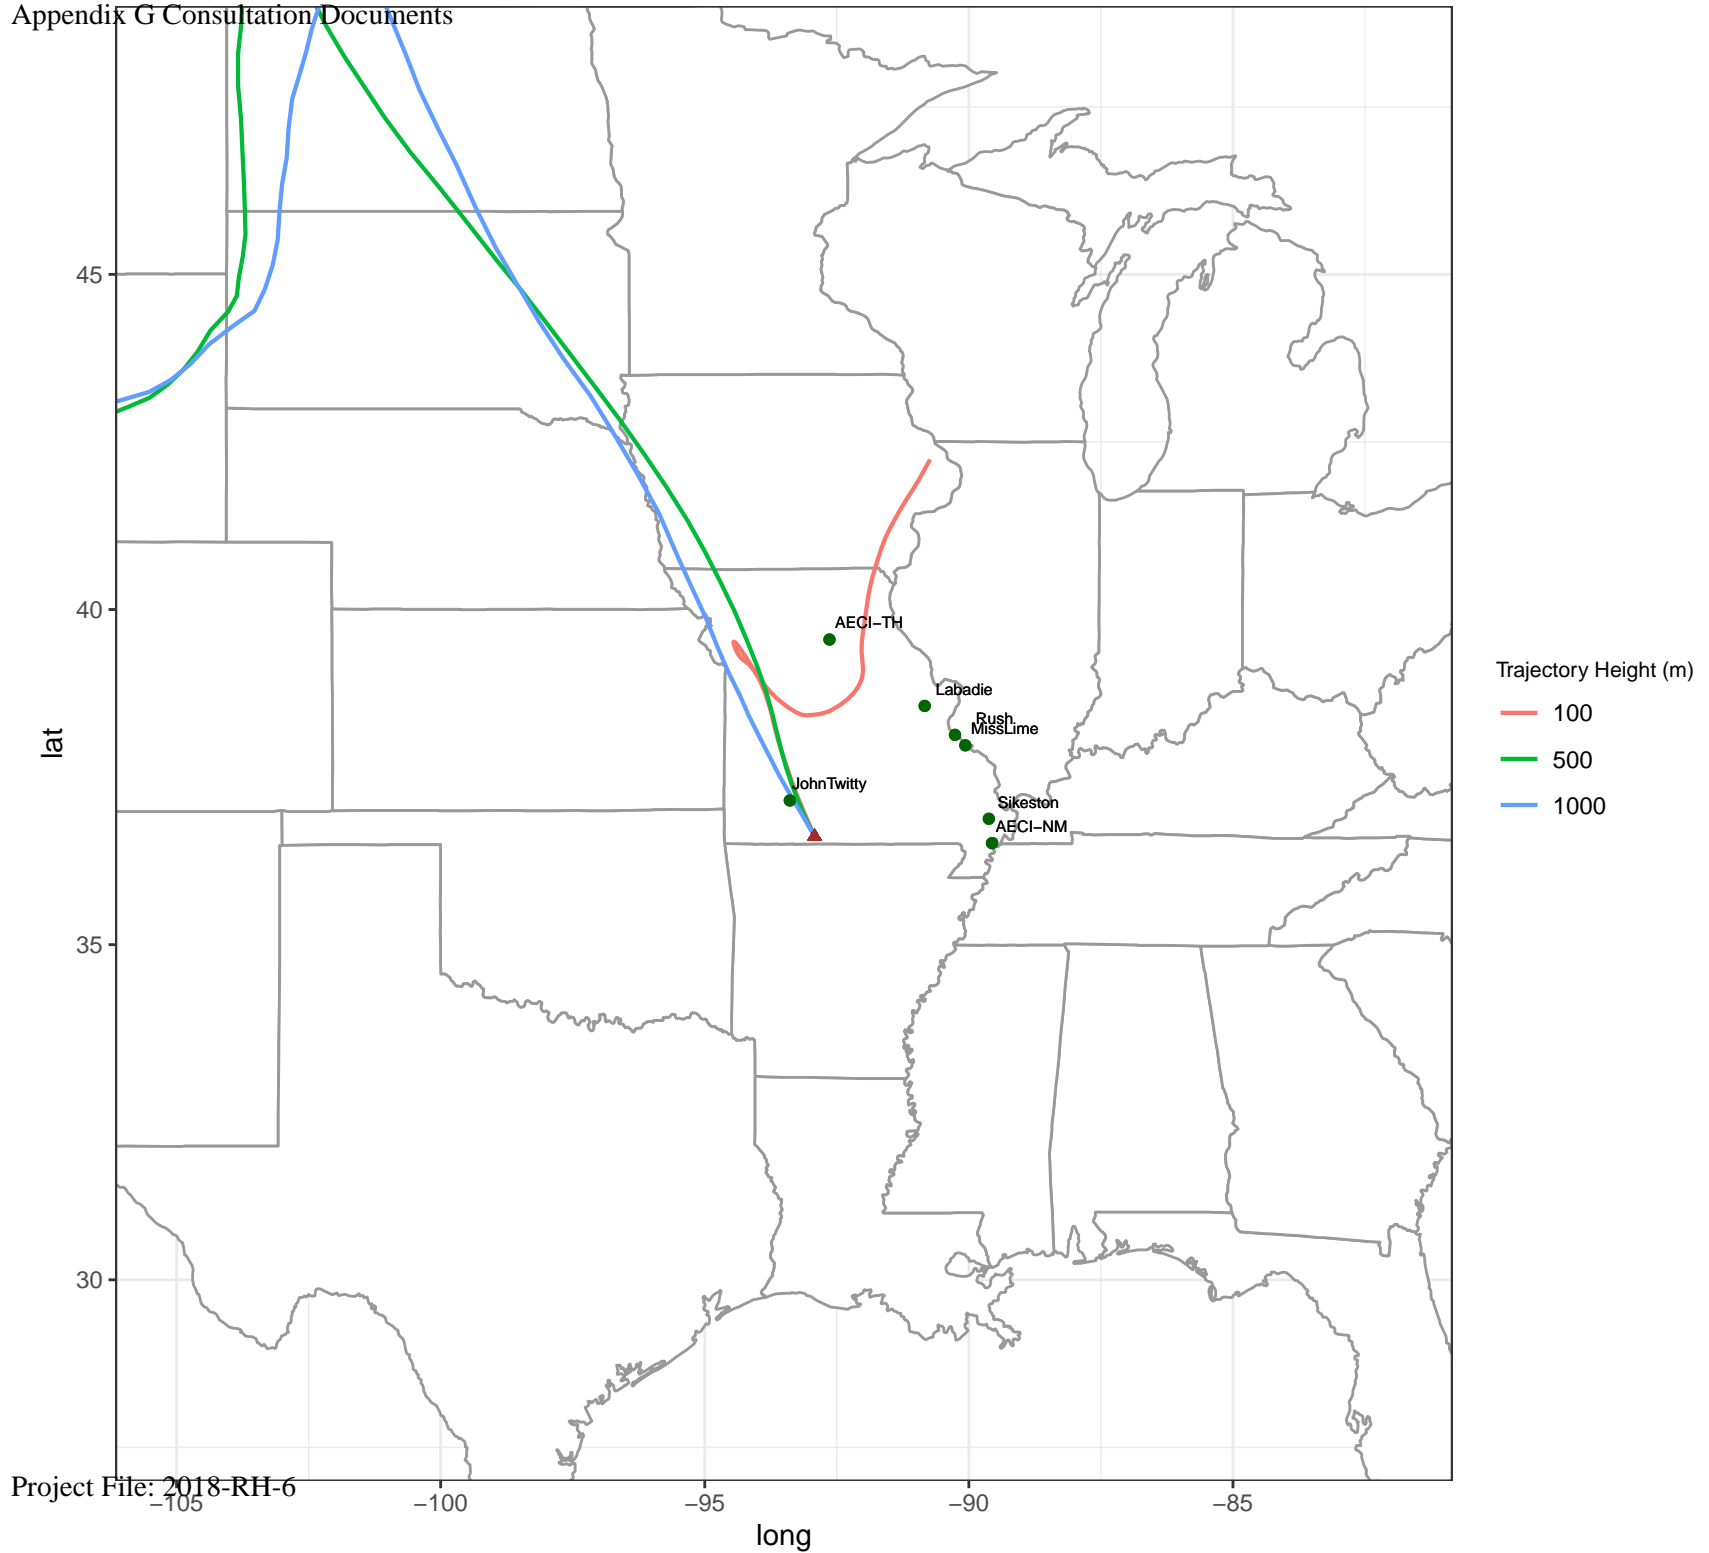 Appendix G Consultation Documents
45
40
35
30
lat
AECI−TH
Labadie
Rush
MissLime
JohnTwitty
Sikeston
AECI−NM
Trajectory Height (m)
100
500
1000
Project File: 2018-RH-6
−105
−100
−95
−90
−85
long